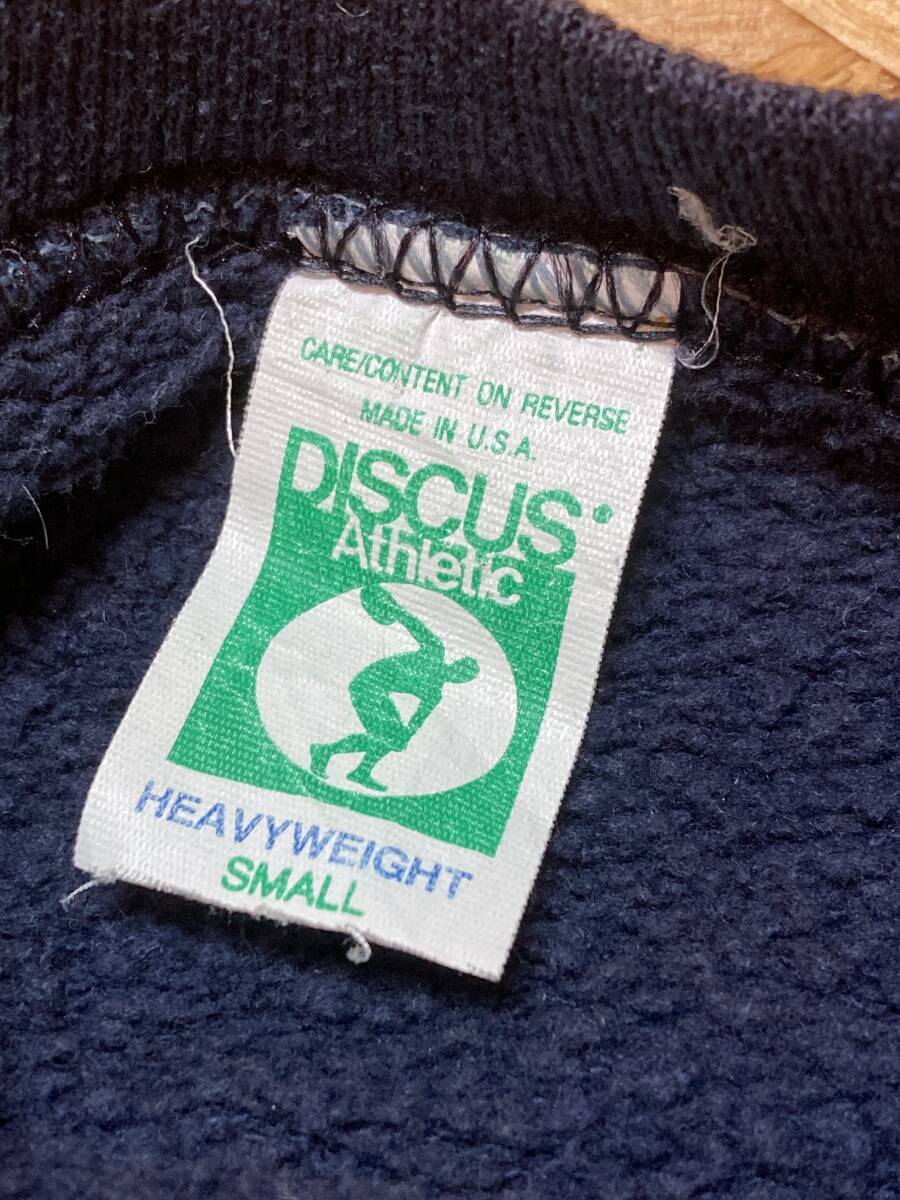 CARE/CONTENT ON REVERSE
MADE IN U.S.A.
DISCUS
Athletic
HEAVYWEIGHT
SMALL